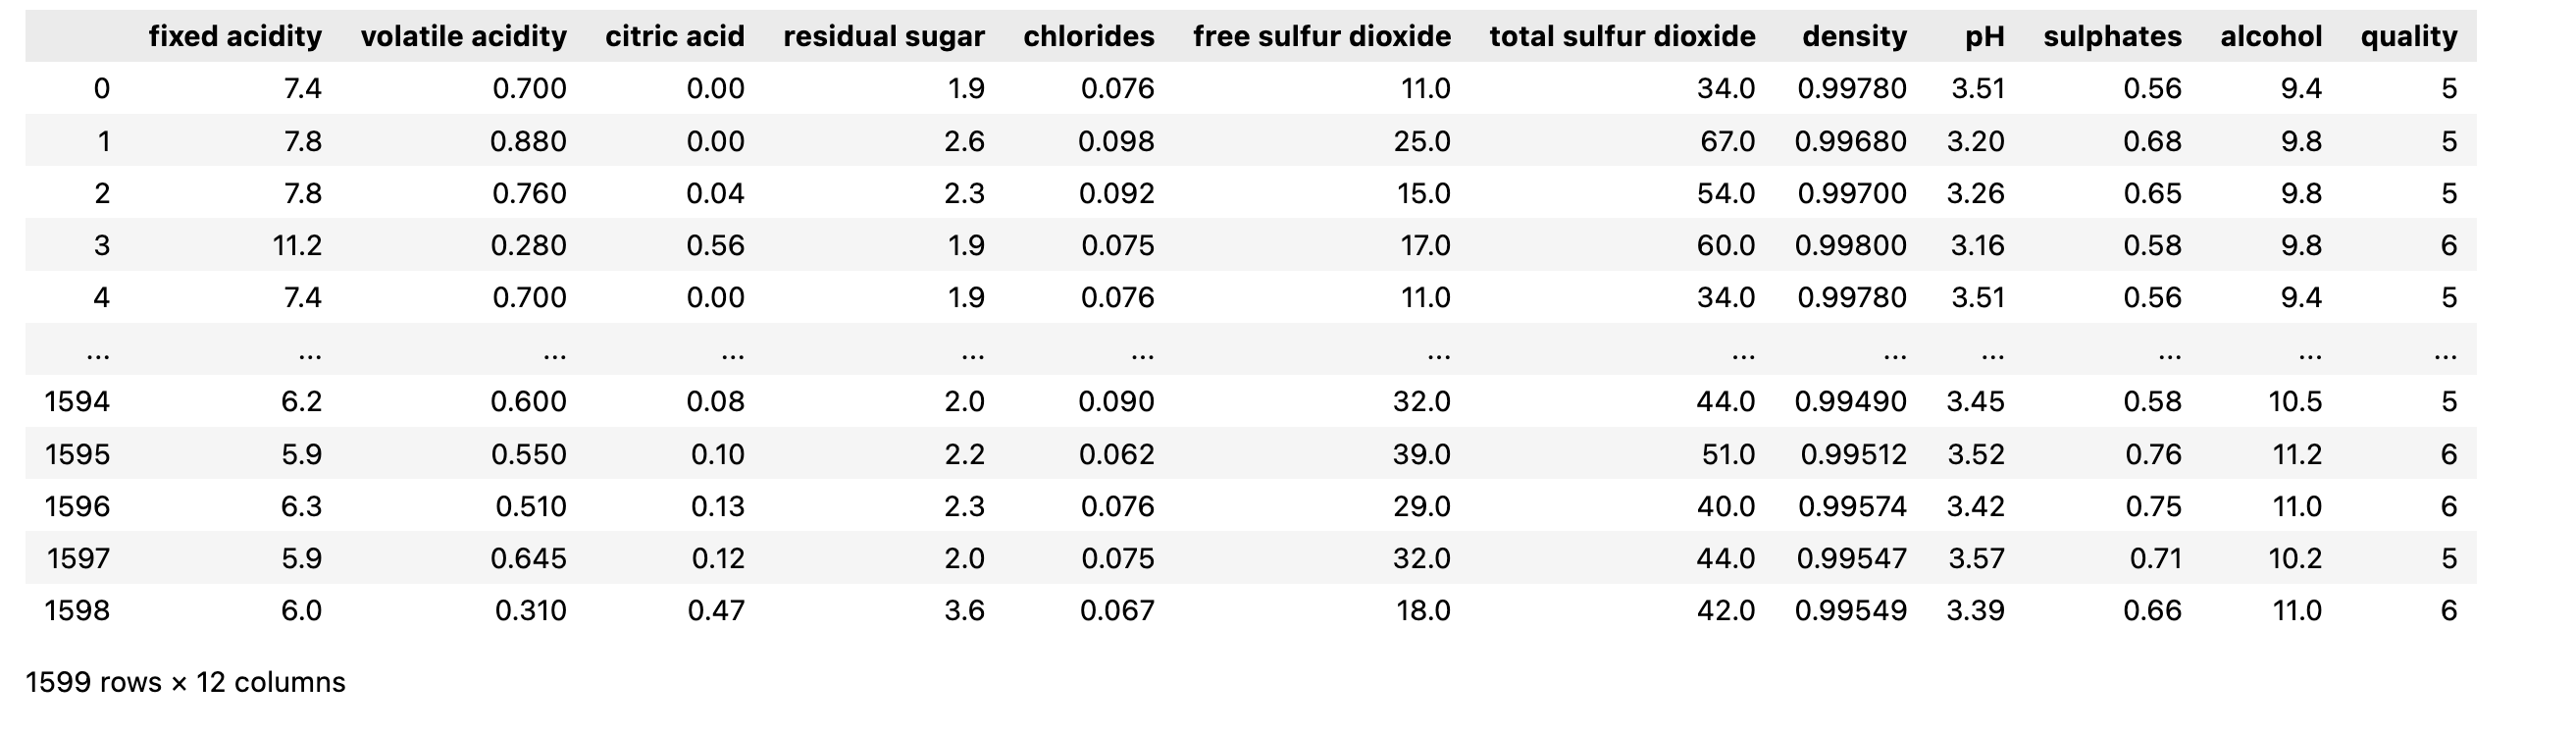 fixed acidity volatile acidity citric acid residual sugar chlorides free sulfur dioxide total sulfur dioxide density pH sulphates alcohol quality
0 7.4 0.700 0.00 1.9 0.076 11.0 34.0 0.99780 3.51 0.56 9.4 5
1 7.8 0.880 0.00 2.6 0.098 25.0 67.0 0.99680 3.20 0.68 9.8 5
2 7.8 0.760 0.04 2.3 0.092 15.0 54.0 0.99700 3.26 0.65 9.8 5
3 11.2 0.280 0.56 1.9 0.075 17.0 60.0 0.99800 3.16 0.58 9.8 6
4 7.4 0.700 0.00 1.9 0.076 11.0 34.0 0.99780 3.51 0.56 9.4 5
... ... ... ... ... ... ... ... ... ... ... ... ...
1594 6.2 0.600 0.08 2.0 0.090 32.0 44.0 0.99490 3.45 0.58 10.5 5
1595 5.9 0.550 0.10 2.2 0.062 39.0 51.0 0.99512 3.52 0.76 11.2 6
1596 6.3 0.510 0.13 2.3 0.076 29.0 40.0 0.99574 3.42 0.75 11.0 6
1597 5.9 0.645 0.12 2.0 0.075 32.0 44.0 0.99547 3.57 0.71 10.2 5
1598 6.0 0.310 0.47 3.6 0.067 18.0 42.0 0.99549 3.39 0.66 11.0 6
1599 rows × 12 columns